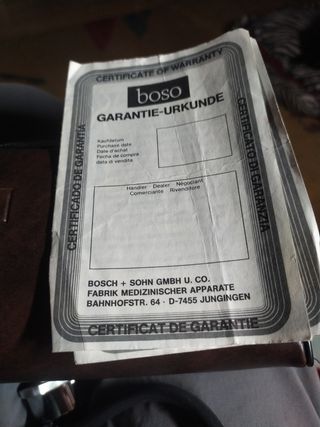 CERTIFICATE OF WARRANTY
boso
GARANTIE-URKUNDE
Kaufdatum
Purchase date
Date d'achat
Fecha de compra
data di vendita
CERTIFICADO DE GARANTIA
CERTIFICATO DI GARANZIA
Händler Dealer Négociant
Comerciante Rivenditore
BOSCH + SOHN GMBH U. CO.
FABRIK MEDIZINISCHER APPARATE
BAHNHOFSTR. 64 · D-7455 JUNGINGEN
CERTIFICAT DE GARANTIE